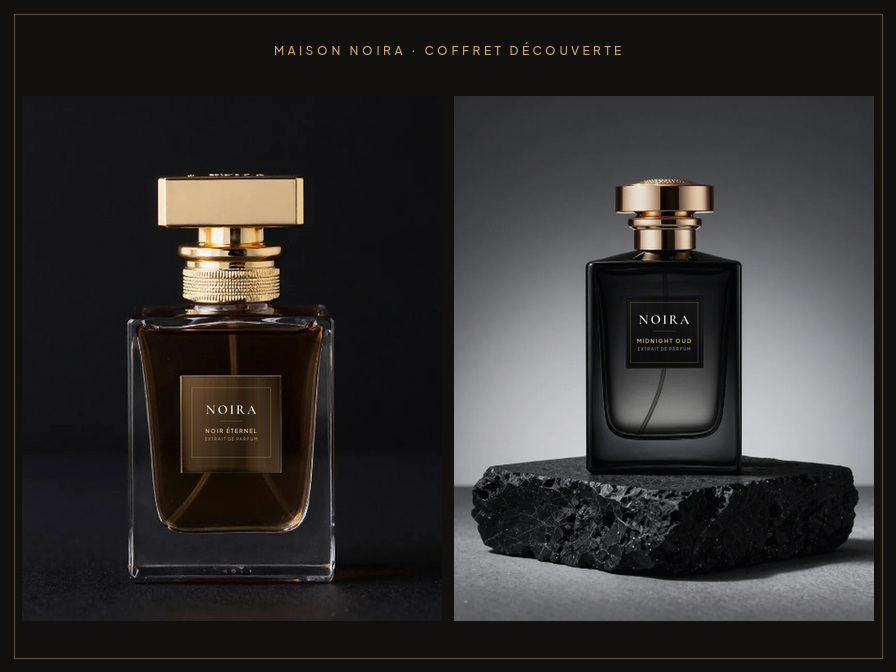 MAISON NOIRA · COFFRET DÉCOUVERTE
NOIRA
NOIR ÉTERNEL
EXTRAIT DE PARFUM
NOIRA
MIDNIGHT OUD
EXTRAIT DE PARFUM